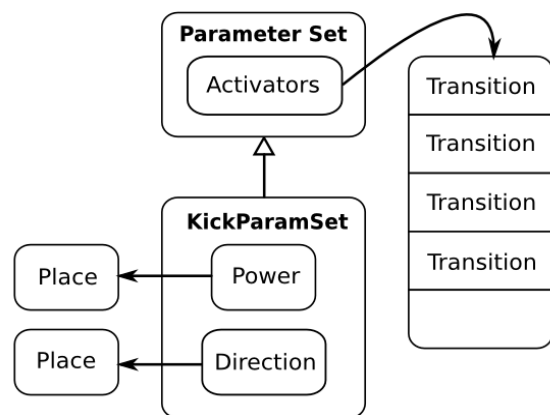 Parameter Set
Activators
Transition
Transition
Transition
Transition
KickParamSet
Place
Power
Place
Direction